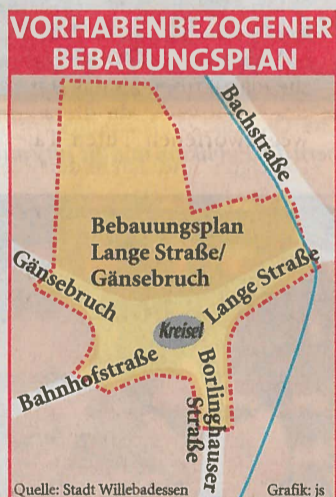 VORHABENBEZOGENER
BEBAUUNGSPLAN
Bachstraße
Bebauungsplan
Lange Straße/
Gänsebruch
Gänsebruch
Lange Straße
Kreisel
Bahnhofstraße
Borlinghauser
Straße
Quelle: Stadt Willebadessen
Grafik: js